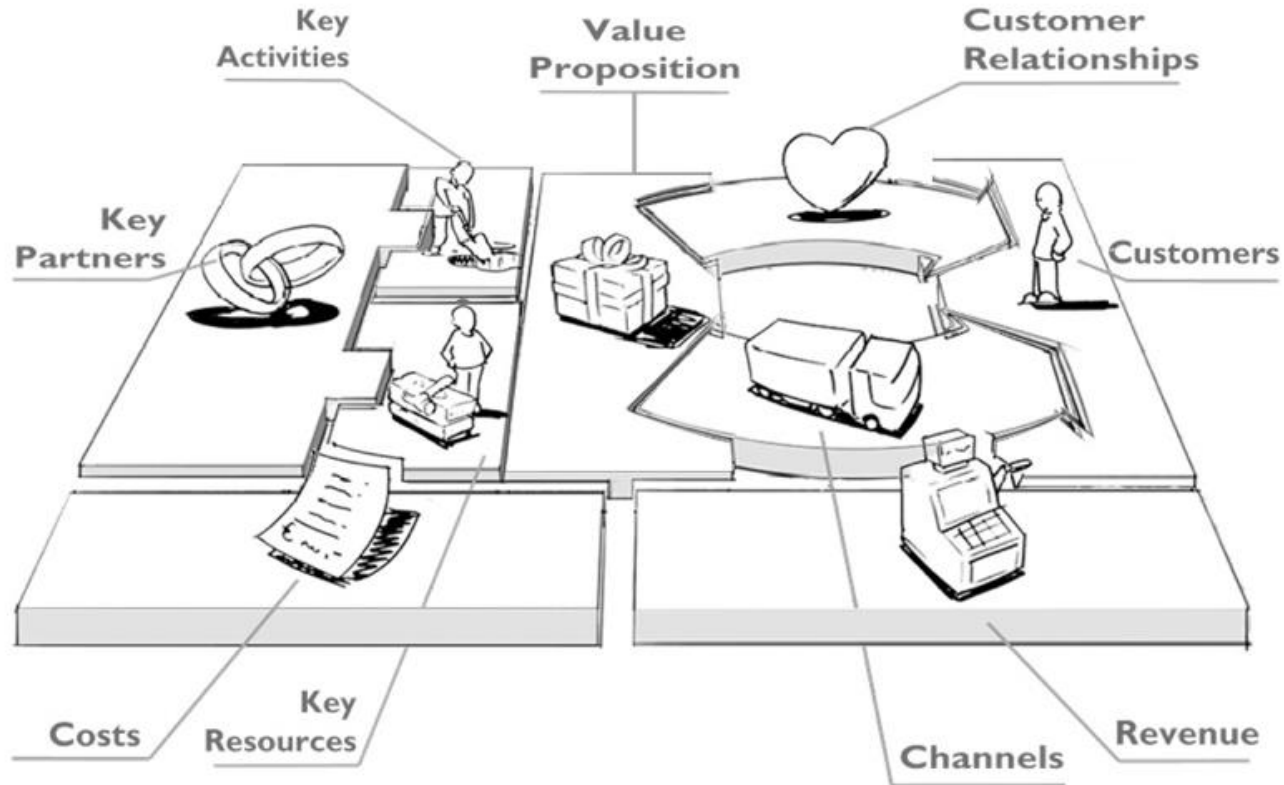 Key
Activities
Value
Proposition
Customer
Relationships
Key
Partners
Customers
Costs
Key
Resources
Channels
Revenue